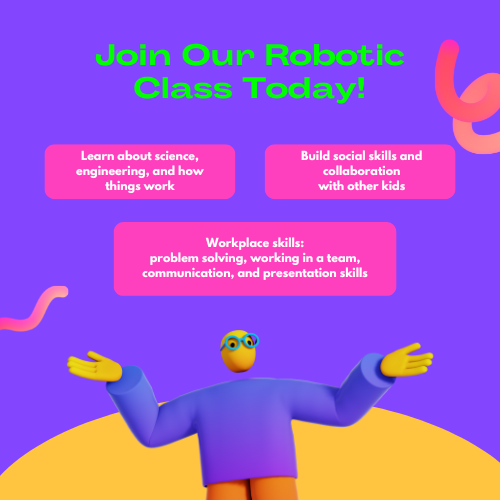 Join Our Robotic
Class Today!
Learn about science,
engineering, and how
things work
Build social skills and
collaboration
with other kids
Workplace skills:
problem solving, working in a team,
communication, and presentation skills